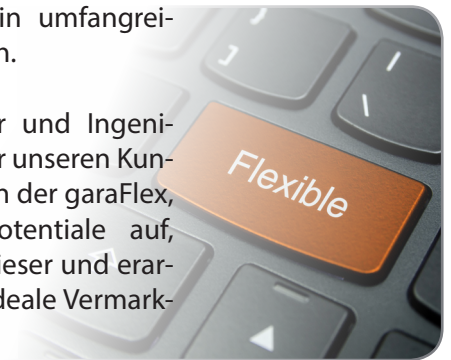 in umfangrei-
n.
r und Ingeni-
r unseren Kun-
n der garaFlex,
otentiale auf,
ieser und erar-
deale Vermark-
Flexible